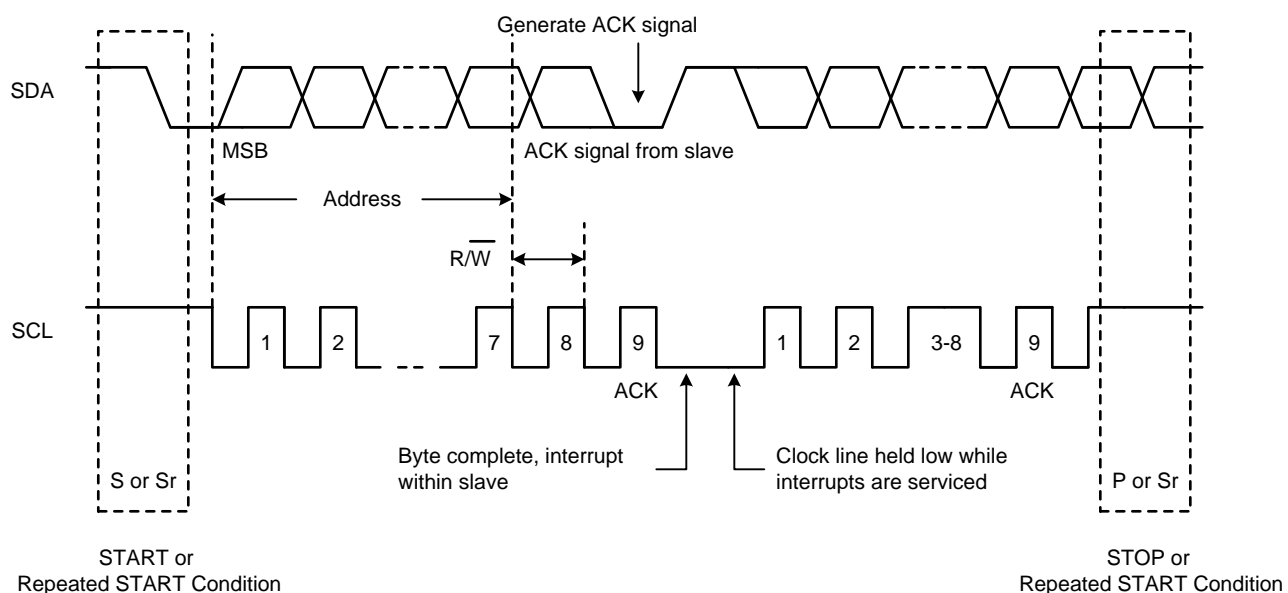 Generate ACK signal
SDA
MSB
ACK signal from slave
Address
R/W
SCL
1
2
7
8
9
1
2
3-8
9
ACK
ACK
Byte complete, interrupt
within slave
Clock line held low while
interrupts are serviced
S or Sr
P or Sr
START or
Repeated START Condition
STOP or
Repeated START Condition